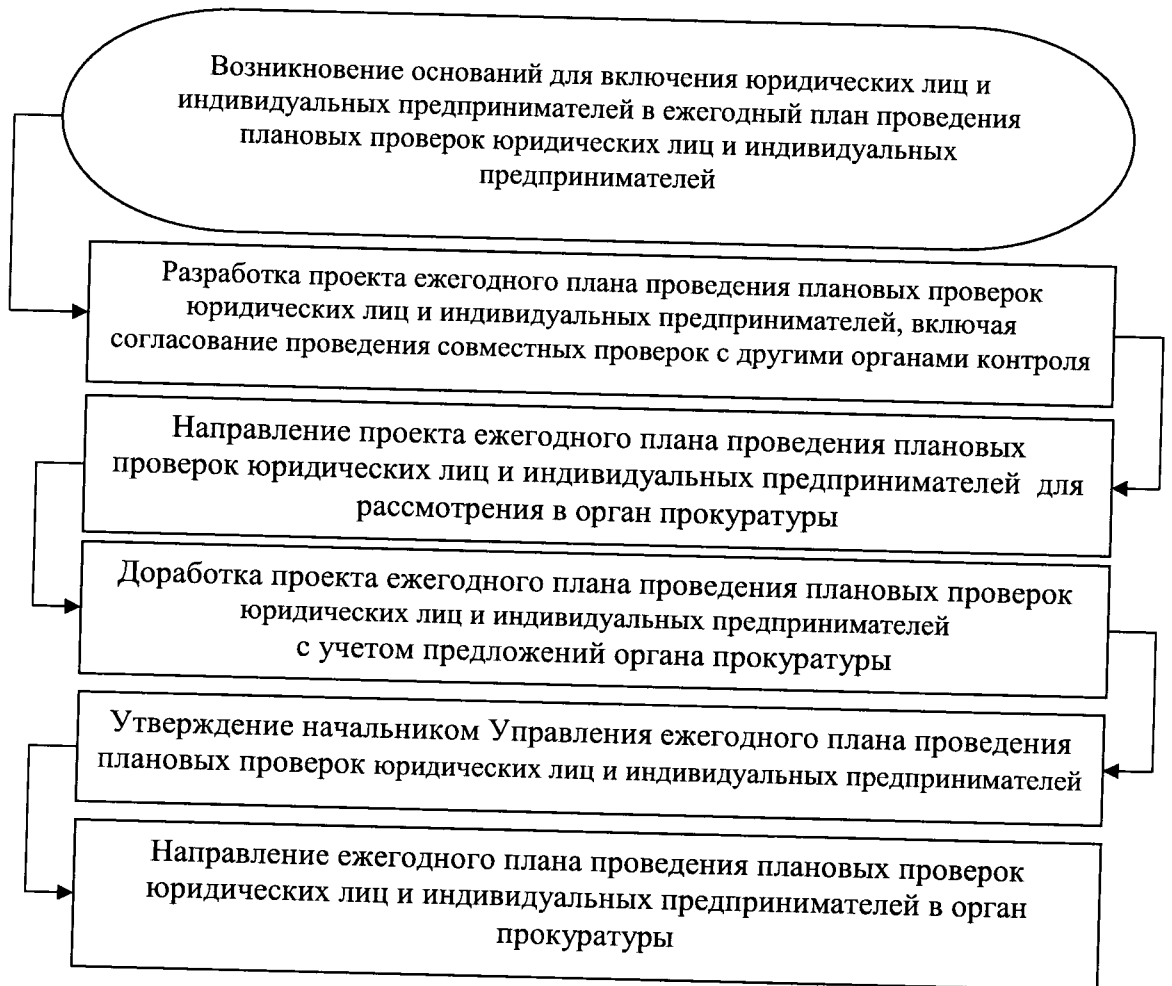 Возникновение оснований для включения юридических лиц и
индивидуальных предпринимателей в ежегодный план проведения
плановых проверок юридических лиц и индивидуальных
предпринимателей
Разработка проекта ежегодного плана проведения плановых проверок
юридических лиц и индивидуальных предпринимателей, включая
согласование проведения совместных проверок с другими органами контроля
Направление проекта ежегодного плана проведения плановых
проверок юридических лиц и индивидуальных предпринимателей для
рассмотрения в орган прокуратуры
Доработка проекта ежегодного плана проведения плановых проверок
юридических лиц и индивидуальных предпринимателей
с учетом предложений органа прокуратуры
Утверждение начальником Управления ежегодного плана проведения
плановых проверок юридических лиц и индивидуальных предпринимателей
Направление ежегодного плана проведения плановых проверок
юридических лиц и индивидуальных предпринимателей в орган
прокуратуры